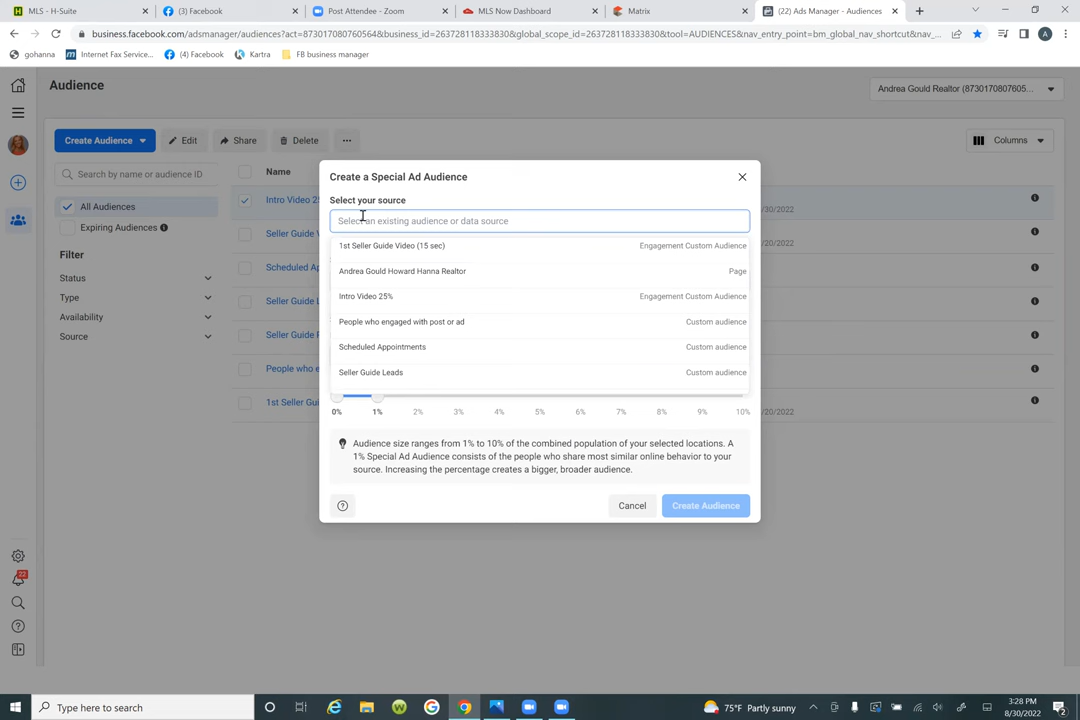 MLS - H-Suite
(3) Facebook
Post Attendee - Zoom
MLS Now Dashboard
Matrix
(22) Ads Manager - Audiences
business.facebook.com/adsmanager/audiences?act=873017080760564&business_id=263728118333830&global_scope_id=263728118333830&tool=AUDIENCES&nav_entry_point=bm_global_nav_shortcut&nav_...
A
gohanna
Internet Fax Service...
(4) Facebook
Kartra
FB business manager
Audience
Andrea Gould Realtor (8730170807605...
Create Audience
Edit
Share
Delete
Columns
Search by name or audience ID
Name
All Audiences
Intro Video 2
/30/2022
Expiring Audiences
Seller Guide V
/20/2022
Filter
Status
Scheduled Ap
Type
Seller Guide L
Availability
Source
Seller Guide F
People who e
1st Seller Gui
/20/2022
Create a Special Ad Audience
Select your source
Select an existing audience or data source
1st Seller Guide Video (15 sec) Engagement Custom Audience
Andrea Gould Howard Hanna Realtor Page
Intro Video 25% Engagement Custom Audience
People who engaged with post or ad Custom audience
Scheduled Appointments Custom audience
Seller Guide Leads Custom audience
0% 1% 2% 3% 4% 5% 6% 7% 8% 9% 10%
Audience size ranges from 1% to 10% of the combined population of your selected locations. A
1% Special Ad Audience consists of the people who share most similar online behavior to your
source. Increasing the percentage creates a bigger, broader audience.
Cancel
Create Audience
22
Type here to search
75°F Partly sunny
3:28 PM
8/30/2022
2